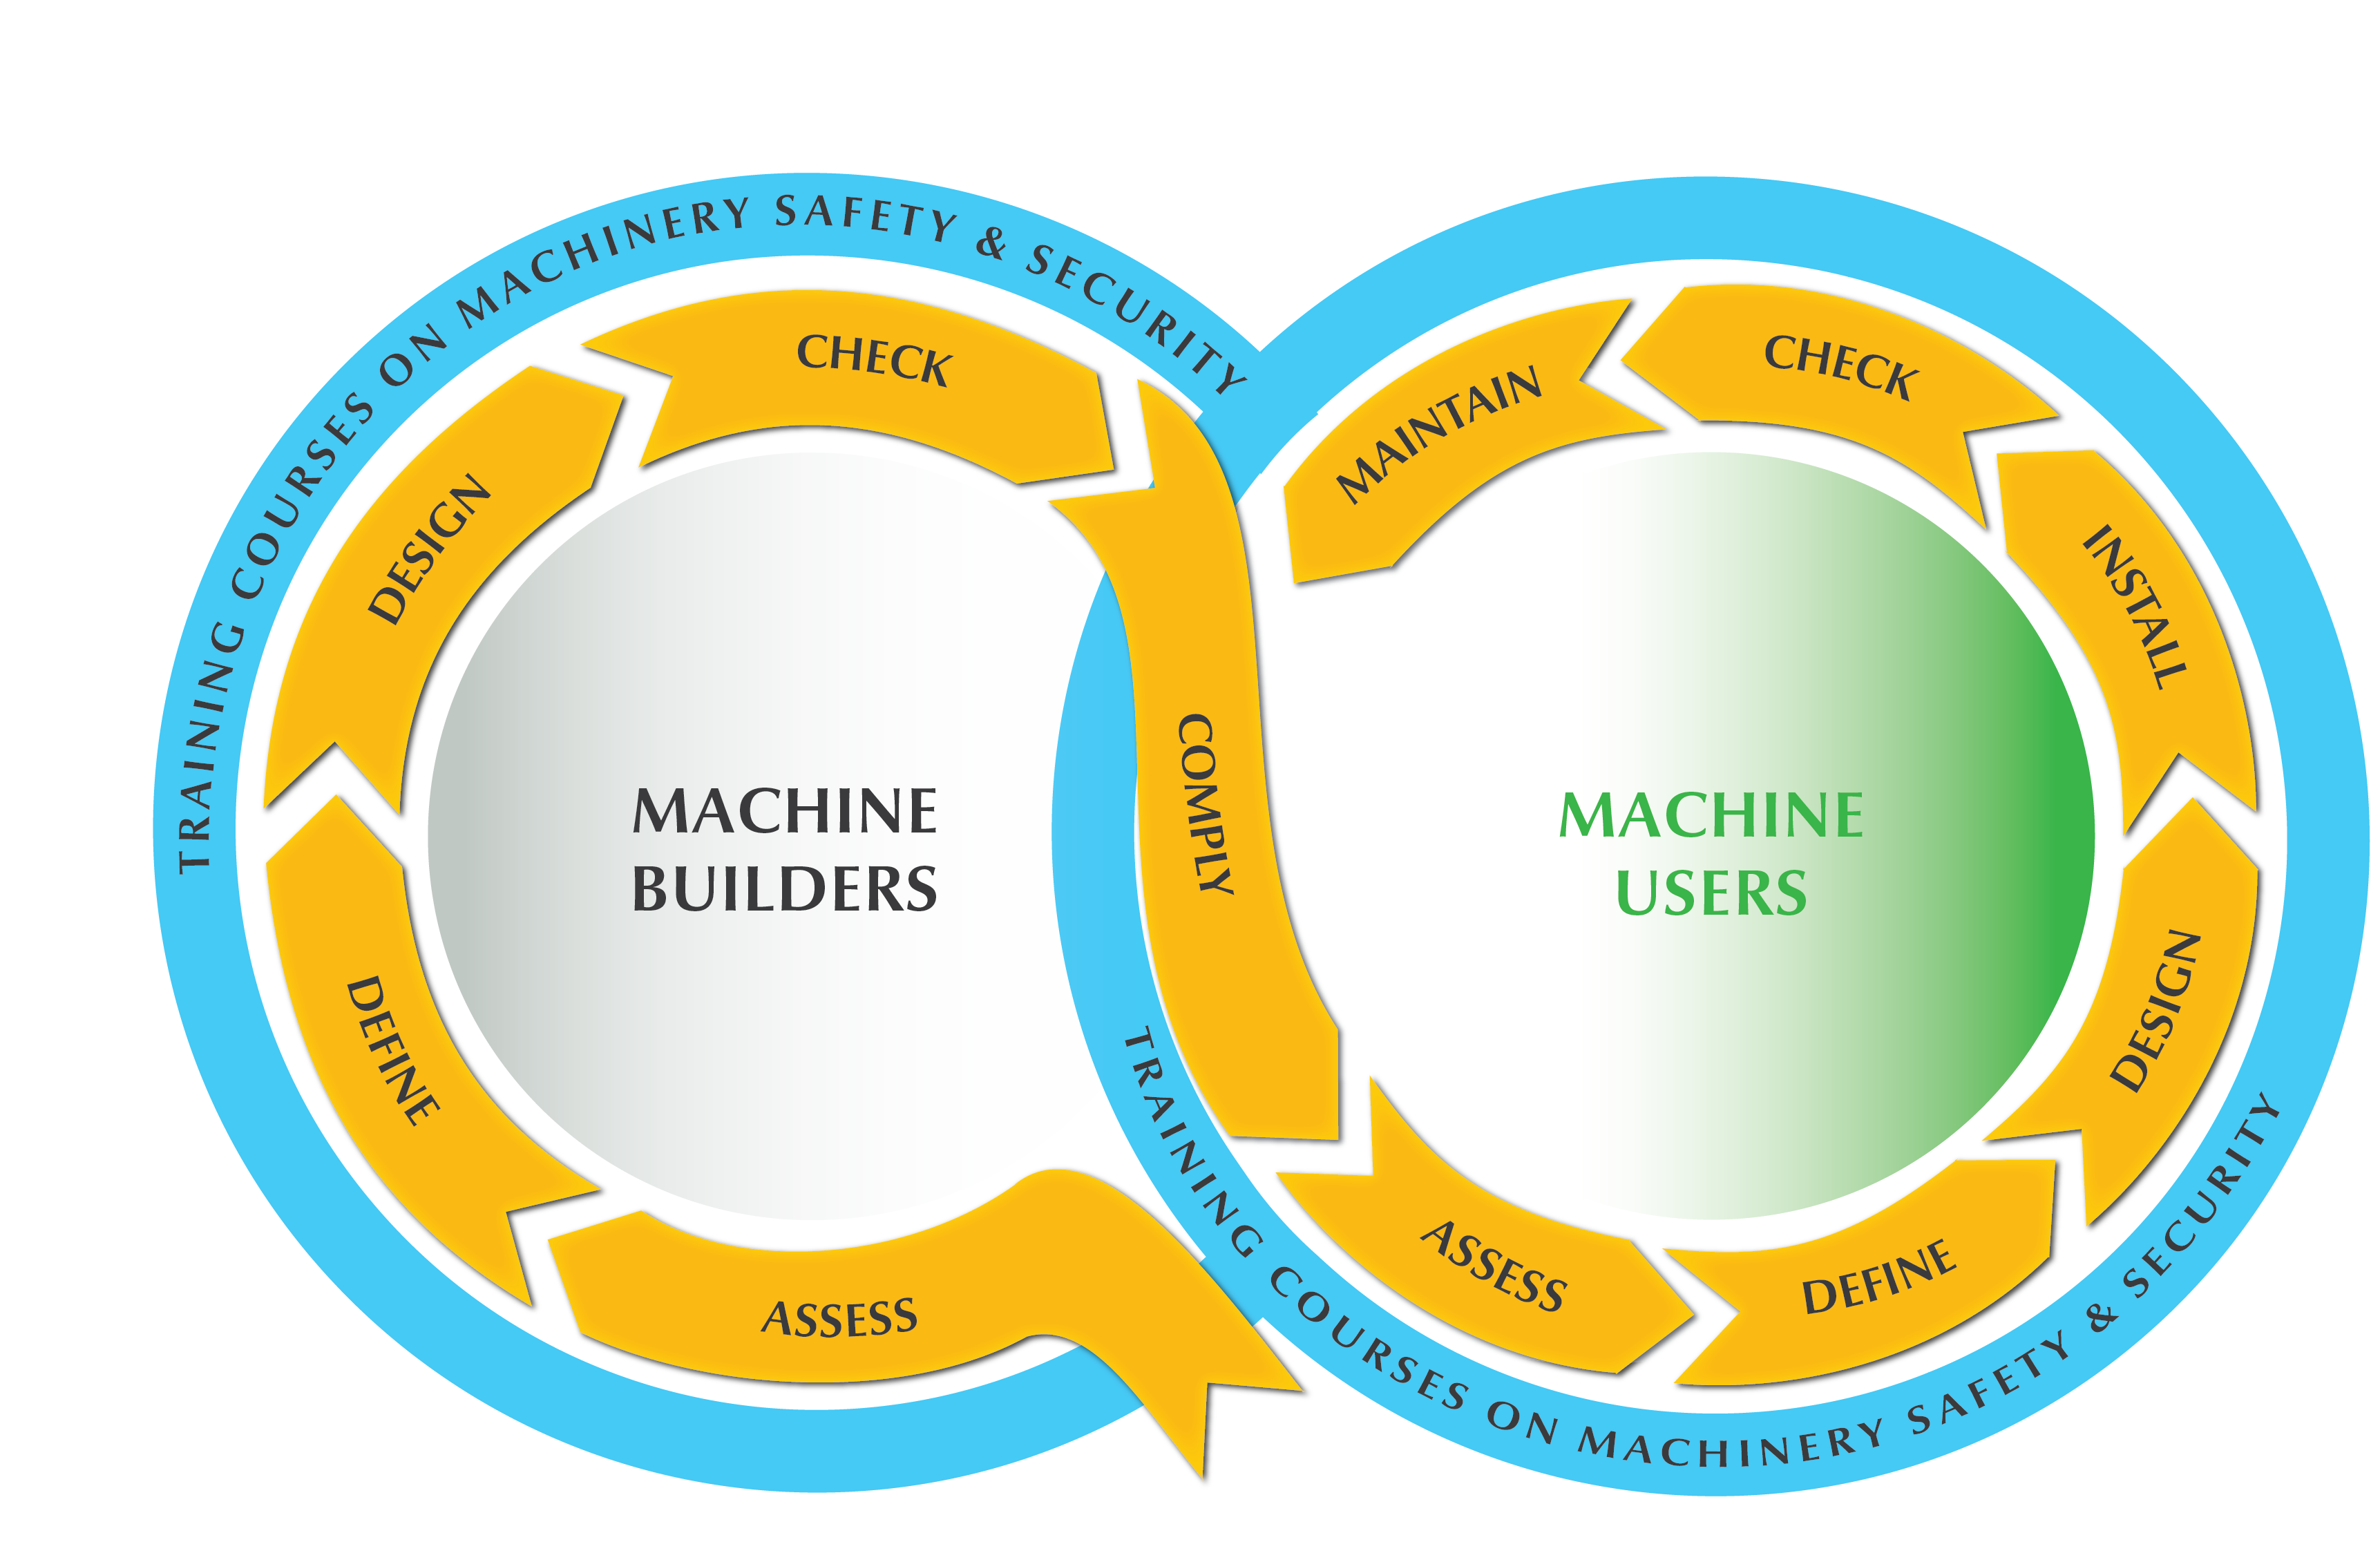 TRAINING COURSES ON MACHINERY SAFETY & SECURITY
CHECK
DESIGN
DEFINE
ASSESS
MACHINE
BUILDERS
COMPLY
MAINTAIN
CHECK
INSTALL
DESIGN
DEFINE
ASSESS
MACHINE
USERS
TRAINING COURSES ON MACHINERY SAFETY & SECURITY